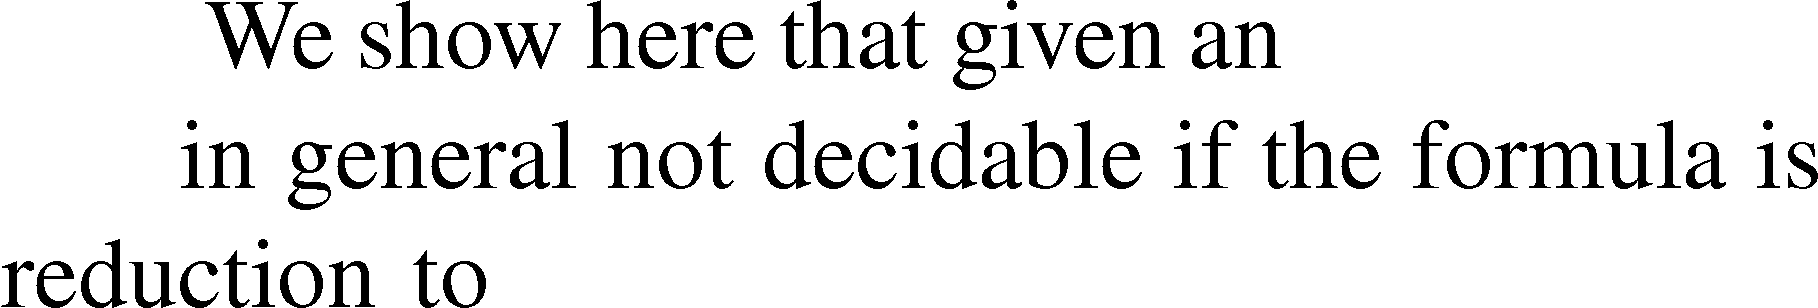 We show here that given an
in general not decidable if the formula is
reduction to